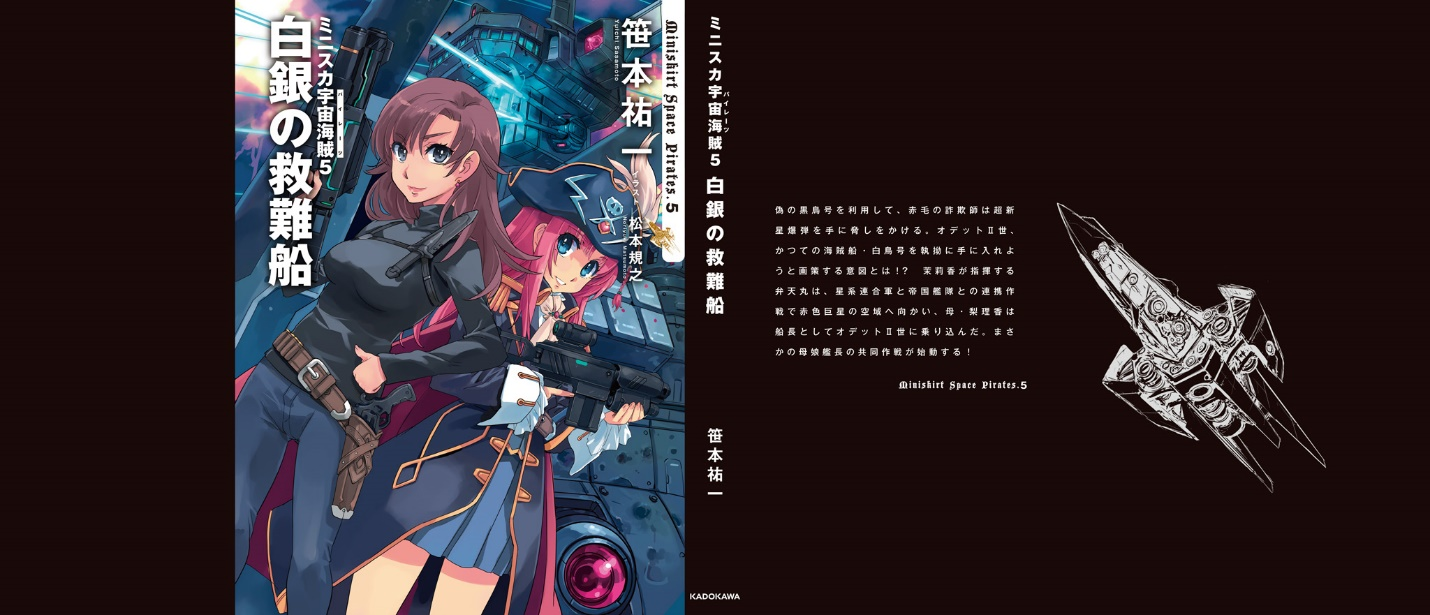 Miniskirt Space Pirates.5
笹本祐一
Yuichi Sasamoto
イラスト
松本規之
Noriyuki Matsumoto
ミニスカ宇宙海賊5
パイレーツ
白銀の救難船
ミニスカ宇宙海賊5 白銀の救難船
パイレーツ
笹本祐一
KADOKAWA
偽の黒鳥号を利用して、赤毛の詐欺師は超新
星爆弾を手に脅しをかける。オデットⅡ世、
かつての海賊船・白鳥号を執拗に手に入れよ
うと画策する意図とは!? 茉莉香が指揮する
弁天丸は、星系連合軍と帝国艦隊との連携作
戦で赤色巨星の空域へ向かい、母・梨理香は
船長としてオデットⅡ世に乗り込んだ。まさ
かの母娘艦長の共同作戦が始動する！
Miniskirt Space Pirates.5